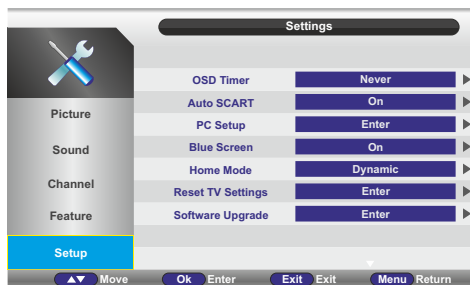 Settings
OSD Timer Never
Auto SCART On
Picture
PC Setup Enter
Sound
Blue Screen On
Home Mode Dynamic
Channel
Reset TV Settings Enter
Feature
Software Upgrade Enter
Setup
▲▼ Move Ok Enter Exit Exit Menu Return